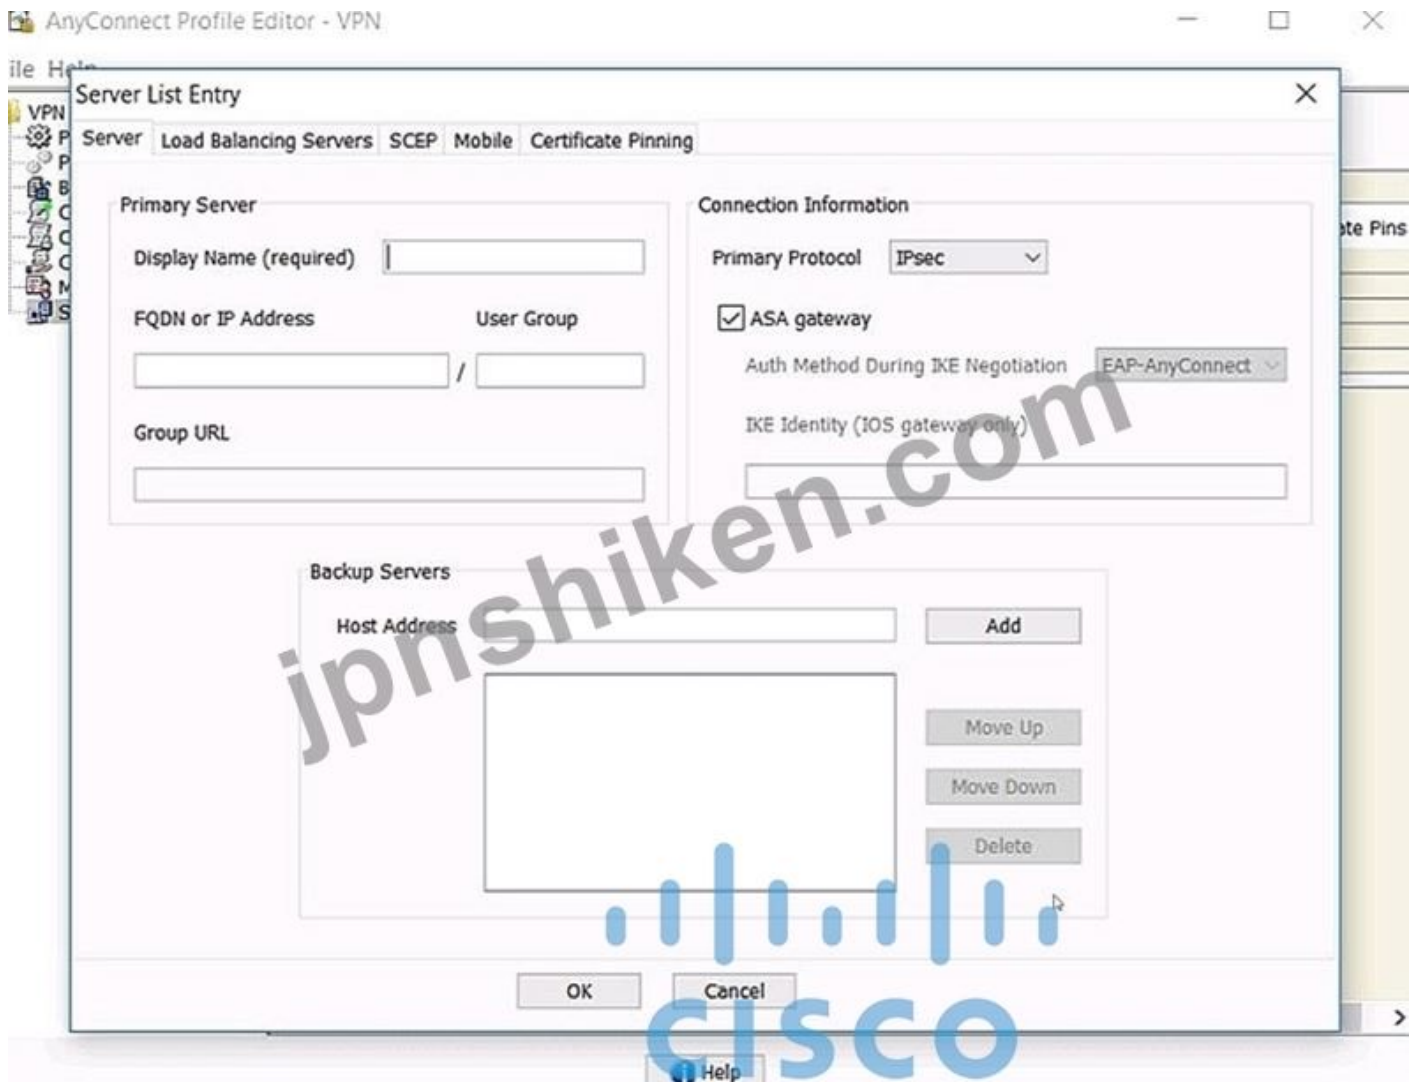 AnyConnect Profile Editor - VPN
ile Help
Server List Entry
VPN
Server Load Balancing Servers SCEP Mobile Certificate Pinning
P
P
B
C
C
C
M
S
Primary Server
Display Name (required)
FQDN or IP Address User Group
/
Group URL
Connection Information
Primary Protocol IPsec
ASA gateway
Auth Method During IKE Negotiation EAP-AnyConnect
IKE Identity (IOS gateway only)
ate Pins
Backup Servers
Host Address Add
Move Up
Move Down
Delete
OK Cancel
Help
jpnshiken.com
CISCO